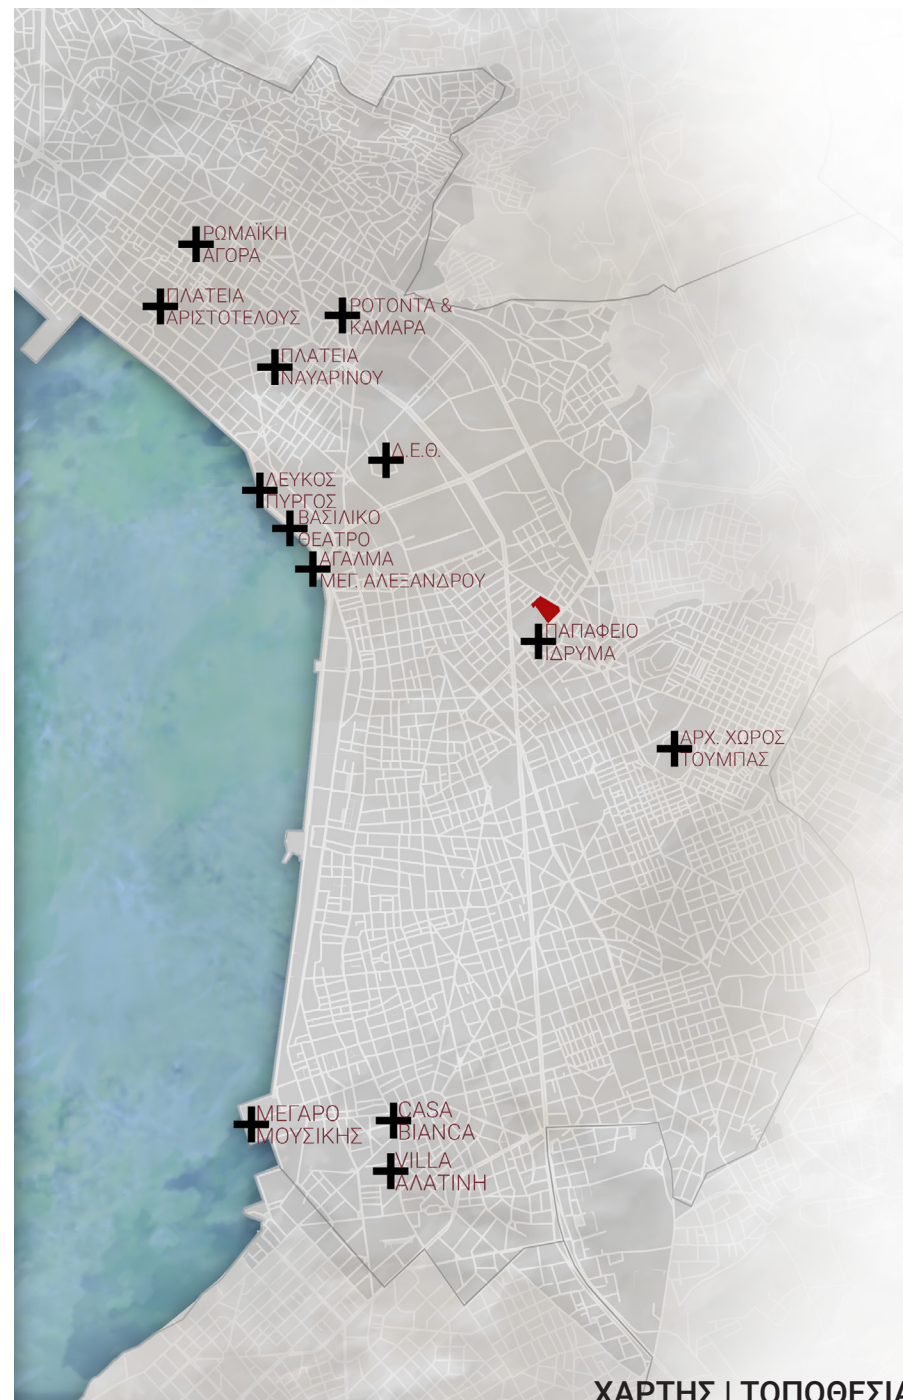 ΡΩΜΑΪΚΗ
ΑΓΟΡΑ
ΠΛΑΤΕΙΑ
ΑΡΙΣΤΟΤΕΛΟΥΣ
ΡΟΤΟΝΤΑ &
ΚΑΜΑΡΑ
ΠΛΑΤΕΙΑ
ΝΑΥΑΡΙΝΟΥ
Δ.Ε.Θ.
ΛΕΥΚΟΣ
ΠΥΡΓΟΣ
ΒΑΣΙΛΙΚΟ
ΘΕΑΤΡΟ
ΑΓΑΛΜΑ
ΜΕΓ. ΑΛΕΞΑΝΔΡΟΥ
ΠΑΠΑΦΕΙΟ
ΙΔΡΥΜΑ
ΑΡΧ. ΧΩΡΟΣ
ΤΟΥΜΠΑΣ
ΜΕΓΑΡΟ
ΜΟΥΣΙΚΗΣ
CASA
BIANCA
VILLA
ΑΛΑΤΙΝΗ
ΧΑΡΤΗΣ | ΤΟΠΟΘΕΣΙΑ